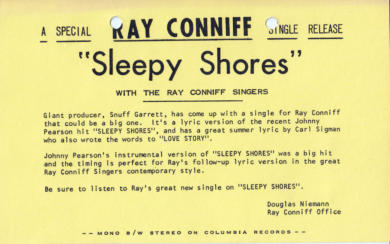 A SPECIAL RAY CONNIFF SINGLE RELEASE
"Sleepy Shores"
WITH THE RAY CONNIFF SINGERS
Giant producer, Snuff Garrett, has come up with a single for Ray Conniff
that could be a big one. It's a lyric version of the recent Johnny
Pearson hit "SLEEPY SHORES", and has a great summer lyric by Carl Sigman
who also wrote the words to "LOVE STORY".
Johnny Pearson's instrumental version of "SLEEPY SHORES" was a big hit
and the timing is perfect for Ray's follow-up lyric version in the great
Ray Conniff Singers contemporary style.
Be sure to listen to Ray's great new single on "SLEEPY SHORES".
Douglas Niemann
Ray Conniff Office
-- MONO B/W STEREO ON COLUMBIA RECORDS --